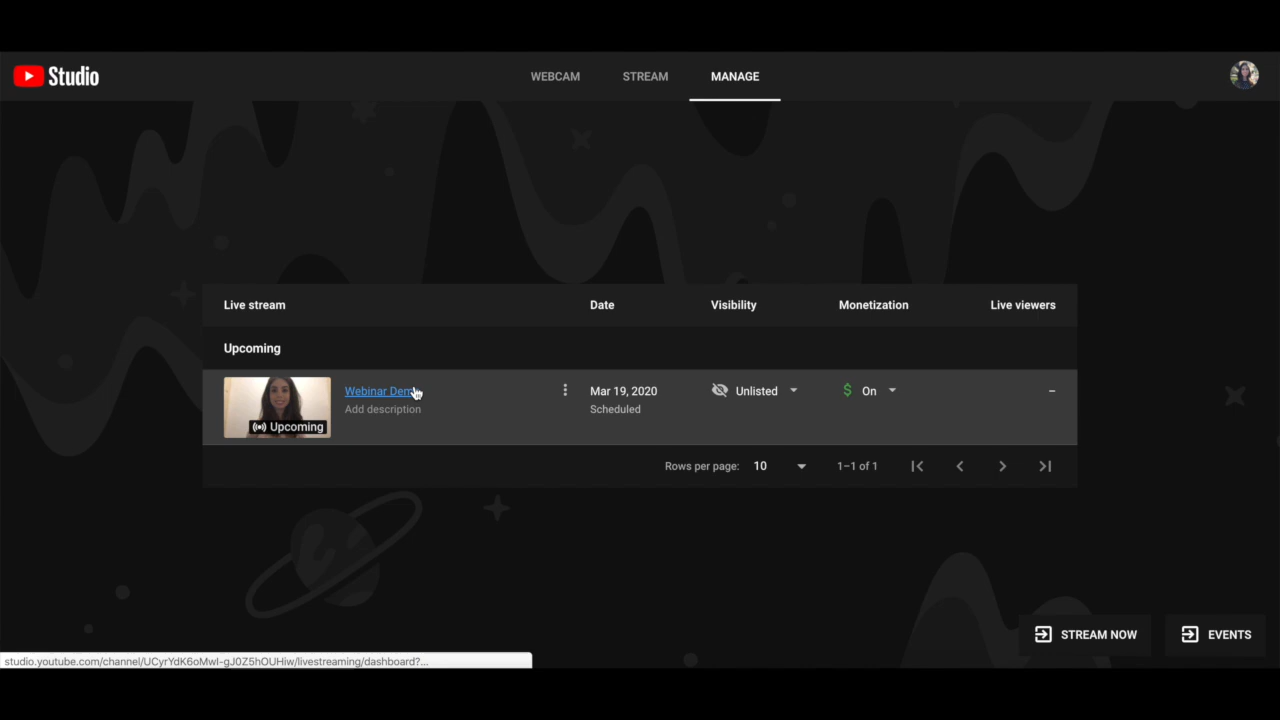 Studio
WEBCAM STREAM MANAGE
Live stream Date Visibility Monetization Live viewers
Upcoming
Webinar Dem Mar 19, 2020 Unlisted $ On –
Add description Scheduled
Upcoming
Rows per page: 10 1–1 of 1
STREAM NOW EVENTS
studio.youtube.com/channel/UCyrYdK6oMwI-gJ0Z5hOUHiw/livestreaming/dashboard?...